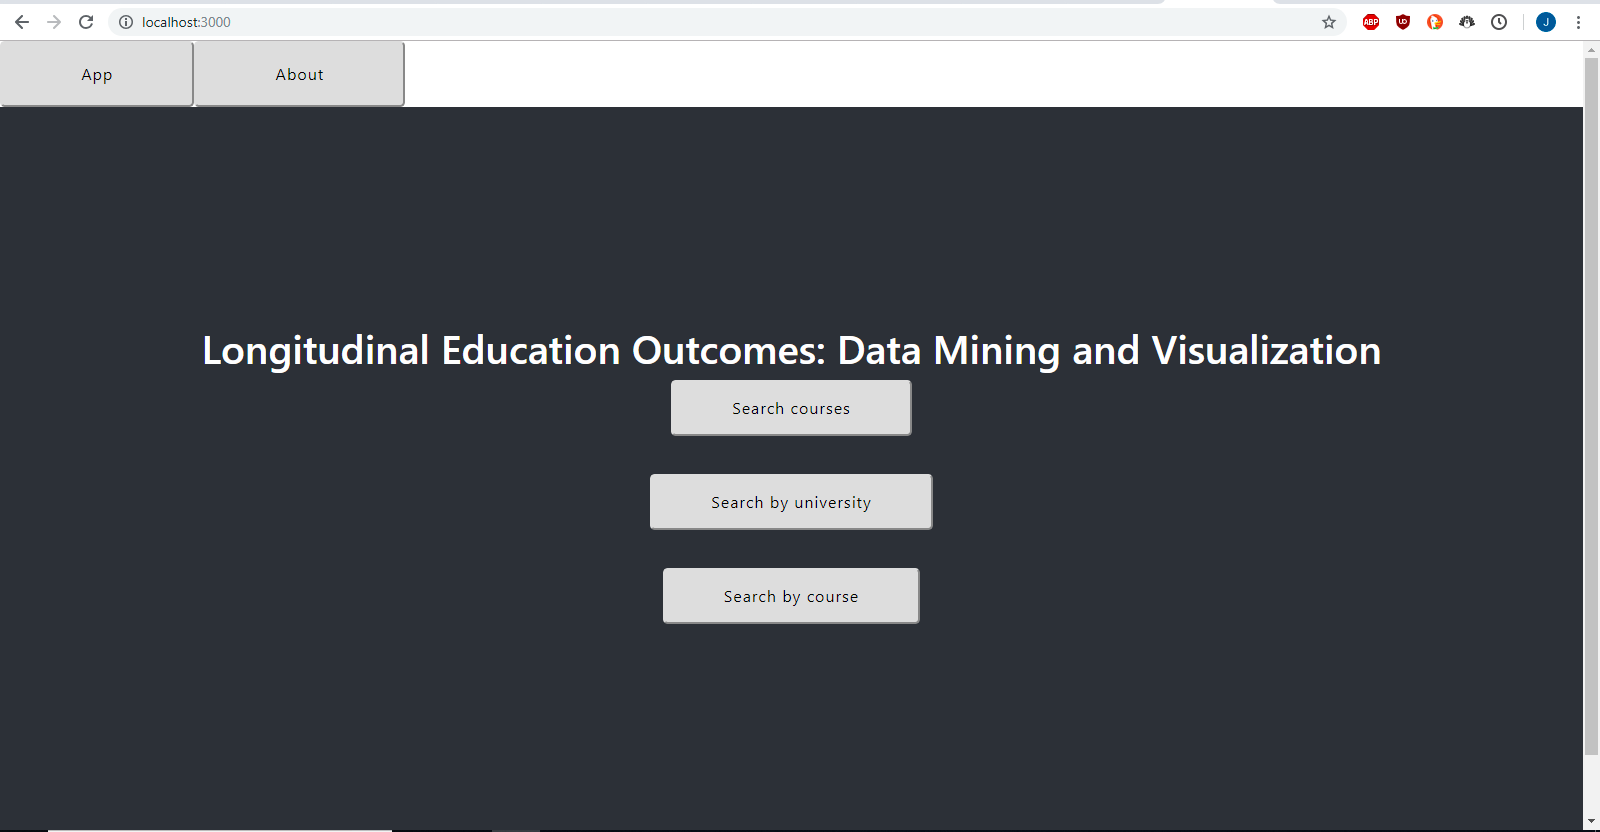 localhost:3000
ABP
UD
J
App
About
Longitudinal Education Outcomes: Data Mining and Visualization
Search courses
Search by university
Search by course